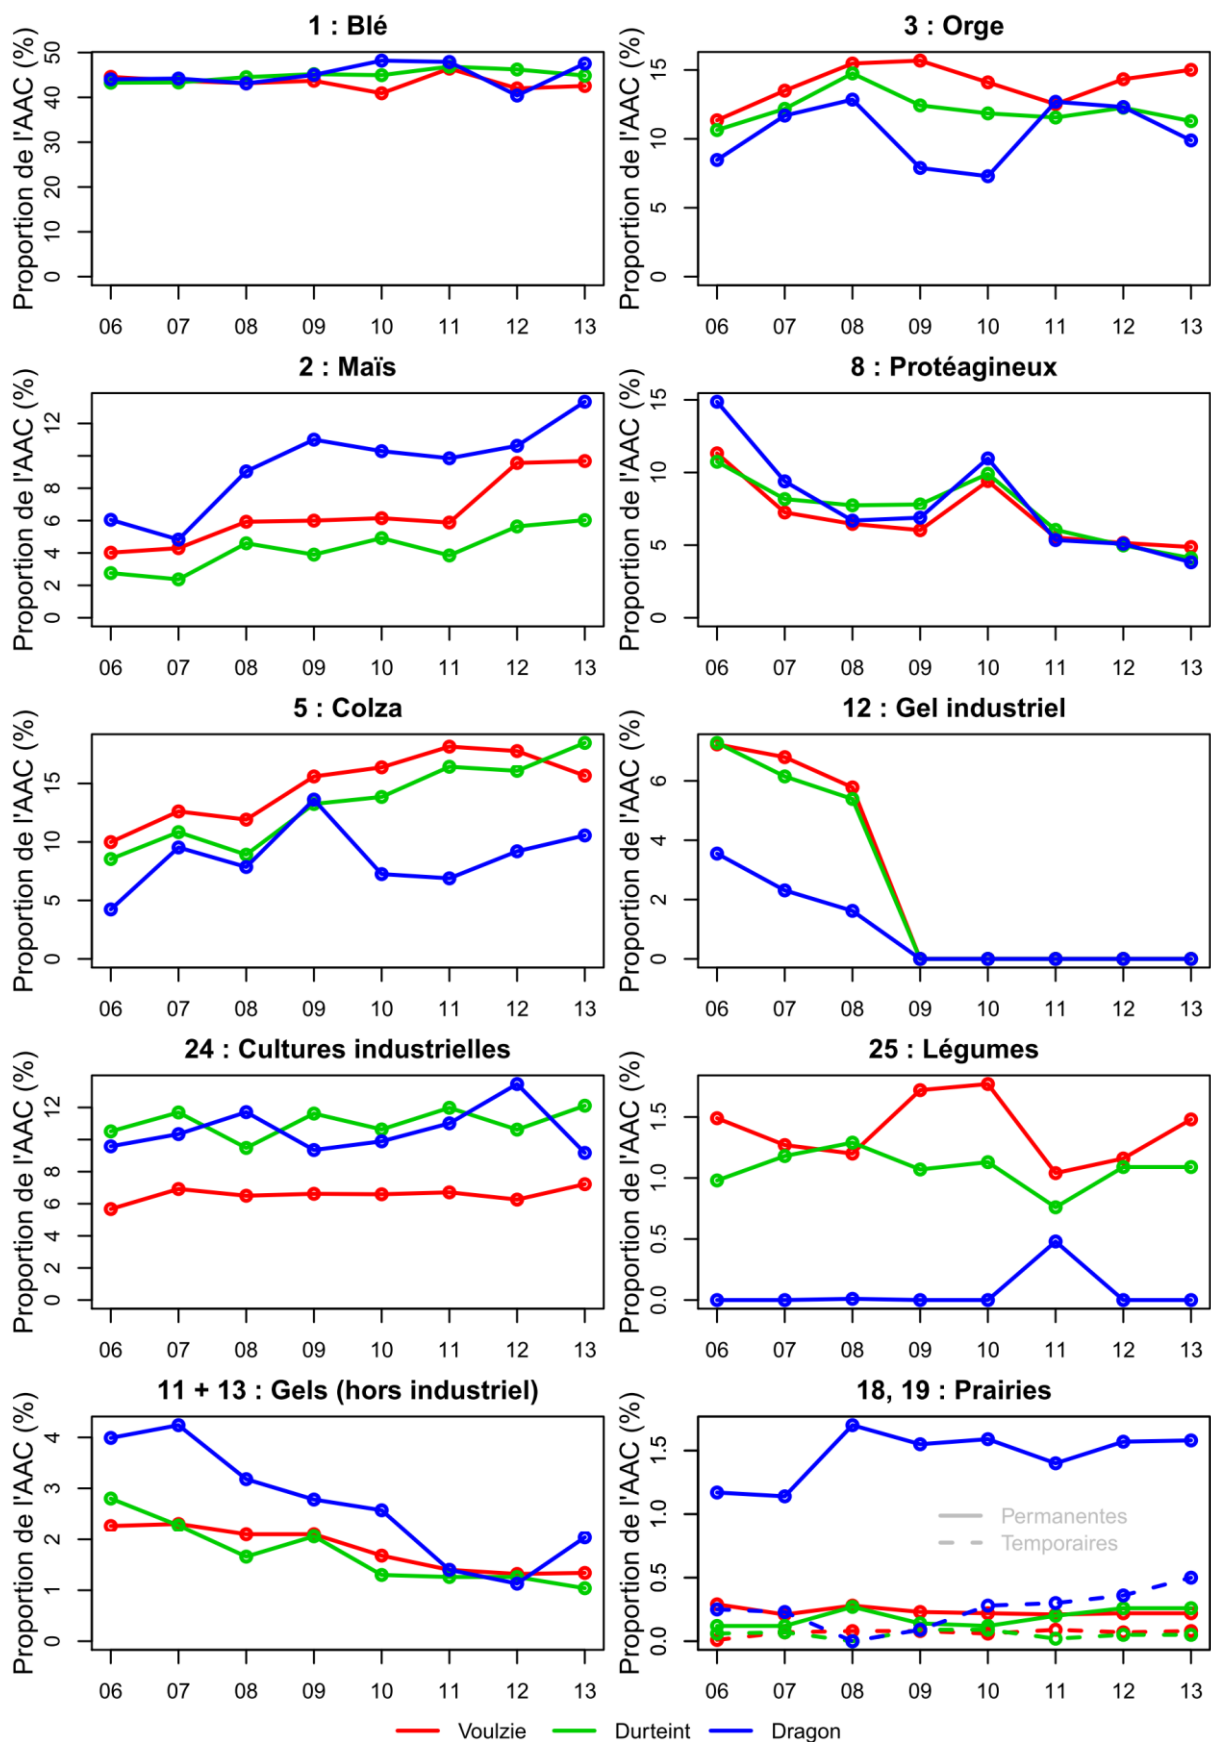 1 : Blé
Proportion de l'AAC (%)
0 10 20 30 40 50
06 07 08 09 10 11 12 13
3 : Orge
Proportion de l'AAC (%)
0 5 10 15
06 07 08 09 10 11 12 13
2 : Maïs
Proportion de l'AAC (%)
0 2 4 6 8 12
06 07 08 09 10 11 12 13
8 : Protéagineux
Proportion de l'AAC (%)
0 5 10 15
06 07 08 09 10 11 12 13
5 : Colza
Proportion de l'AAC (%)
0 5 10 15
06 07 08 09 10 11 12 13
12 : Gel industriel
Proportion de l'AAC (%)
0 2 4 6
06 07 08 09 10 11 12 13
24 : Cultures industrielles
Proportion de l'AAC (%)
0 2 4 6 8 12
06 07 08 09 10 11 12 13
25 : Légumes
Proportion de l'AAC (%)
0.0 0.5 1.0 1.5
06 07 08 09 10 11 12 13
11 + 13 : Gels (hors industriel)
Proportion de l'AAC (%)
0 1 2 3 4
06 07 08 09 10 11 12 13
18, 19 : Prairies
Proportion de l'AAC (%)
0.0 0.5 1.0 1.5
Permanentes
Temporaires
06 07 08 09 10 11 12 13
Voulzie Durteint Dragon